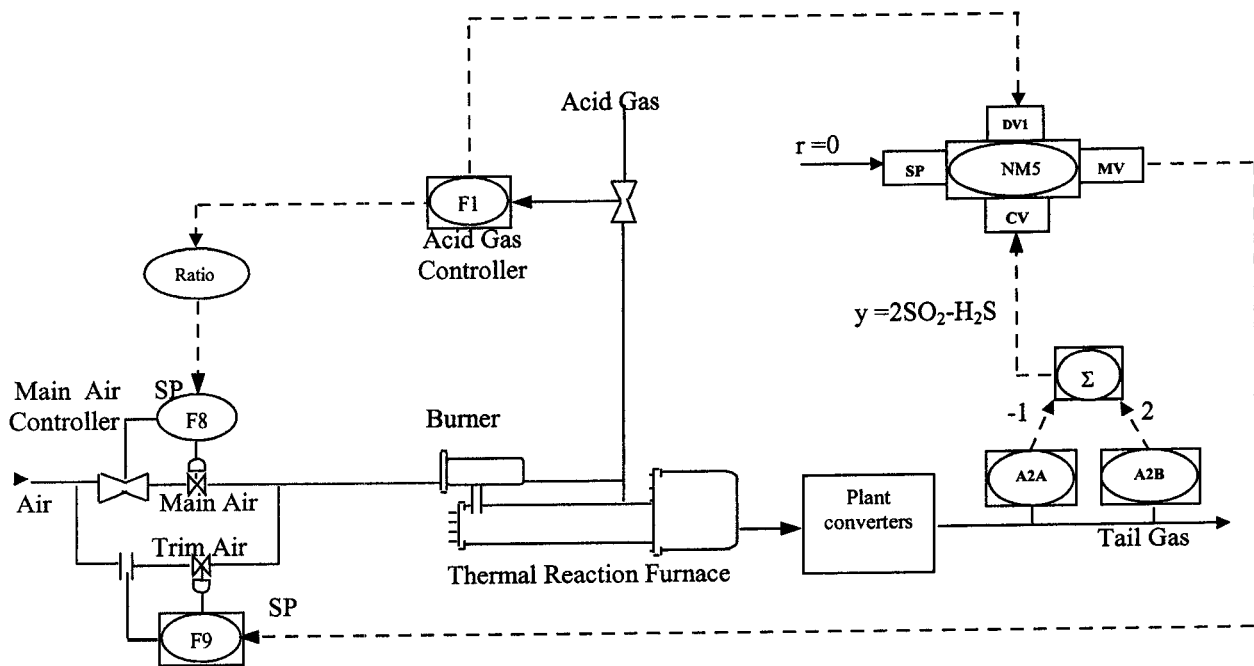 Acid Gas
DV1
r =0
SP
NM5
MV
CV
F1
Acid Gas
Controller
Ratio
y =2SO₂-H₂S
Σ
-1
2
Main Air
Controller
SP
F8
Burner
A2A
A2B
Air
Main Air
Plant
converters
Tail Gas
Trim Air
Thermal Reaction Furnace
SP
F9